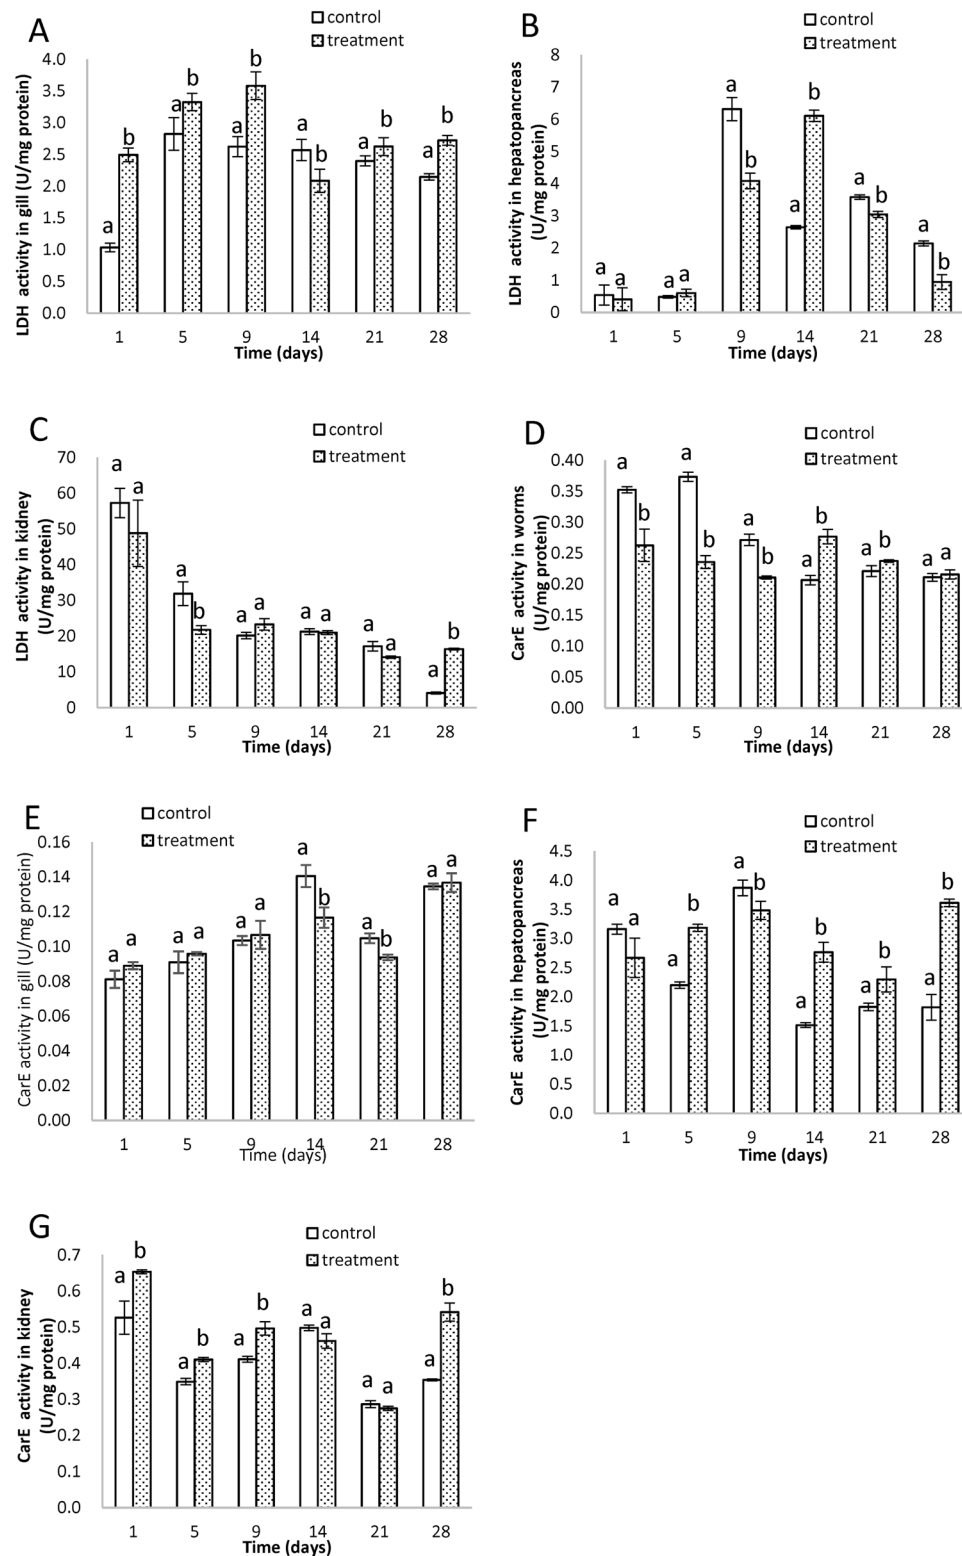 A
control
treatment
LDH activity in gill (U/mg protein)
4.0
3.5
3.0
2.5
2.0
1.5
1.0
0.5
0.0
a b a b a b a b a b a b
1 5 9 14 21 28
Time (days)
B
control
treatment
LDH activity in hepatopancreas
(U/mg protein)
8
7
6
5
4
3
2
1
0
a a a a a b a b a b a b
1 5 9 14 21 28
Time (days)
C
control
treatment
LDH activity in kidney
(U/mg protein)
70
60
50
40
30
20
10
0
a a a b a a a a a a a b
1 5 9 14 21 28
Time (days)
D
control
treatment
CarE activity in worms
(U/mg protein)
0.40
0.35
0.30
0.25
0.20
0.15
0.10
0.05
0.00
a b a b a b a b a b a a
1 5 9 14 21 28
Time (days)
E
control
treatment
CarE activity in gill (U/mg protein)
0.16
0.14
0.12
0.10
0.08
0.06
0.04
0.02
0.00
a a a a a a a b a b a a
1 5 9 14 21 28
Time (days)
F
control
treatment
CarE activity in hepatopancreas
(U/mg protein)
4.5
4.0
3.5
3.0
2.5
2.0
1.5
1.0
0.5
0.0
a a a b a b a b a b a b
1 5 9 14 21 28
Time (days)
G
control
treatment
CarE activity in kidney
(U/mg protein)
0.7
0.6
0.5
0.4
0.3
0.2
0.1
0.0
a b a b a b a a a a a b
1 5 9 14 21 28
Time (days)